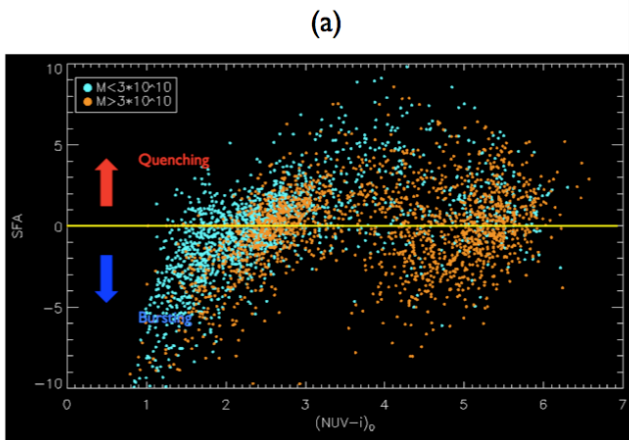 (a)
10
M<3*10^10
M>3*10^10
5
Quenching
0
SFA
-5
Bursting
-10
0 1 2 3 4 5 6 7
(NUV-i)₀